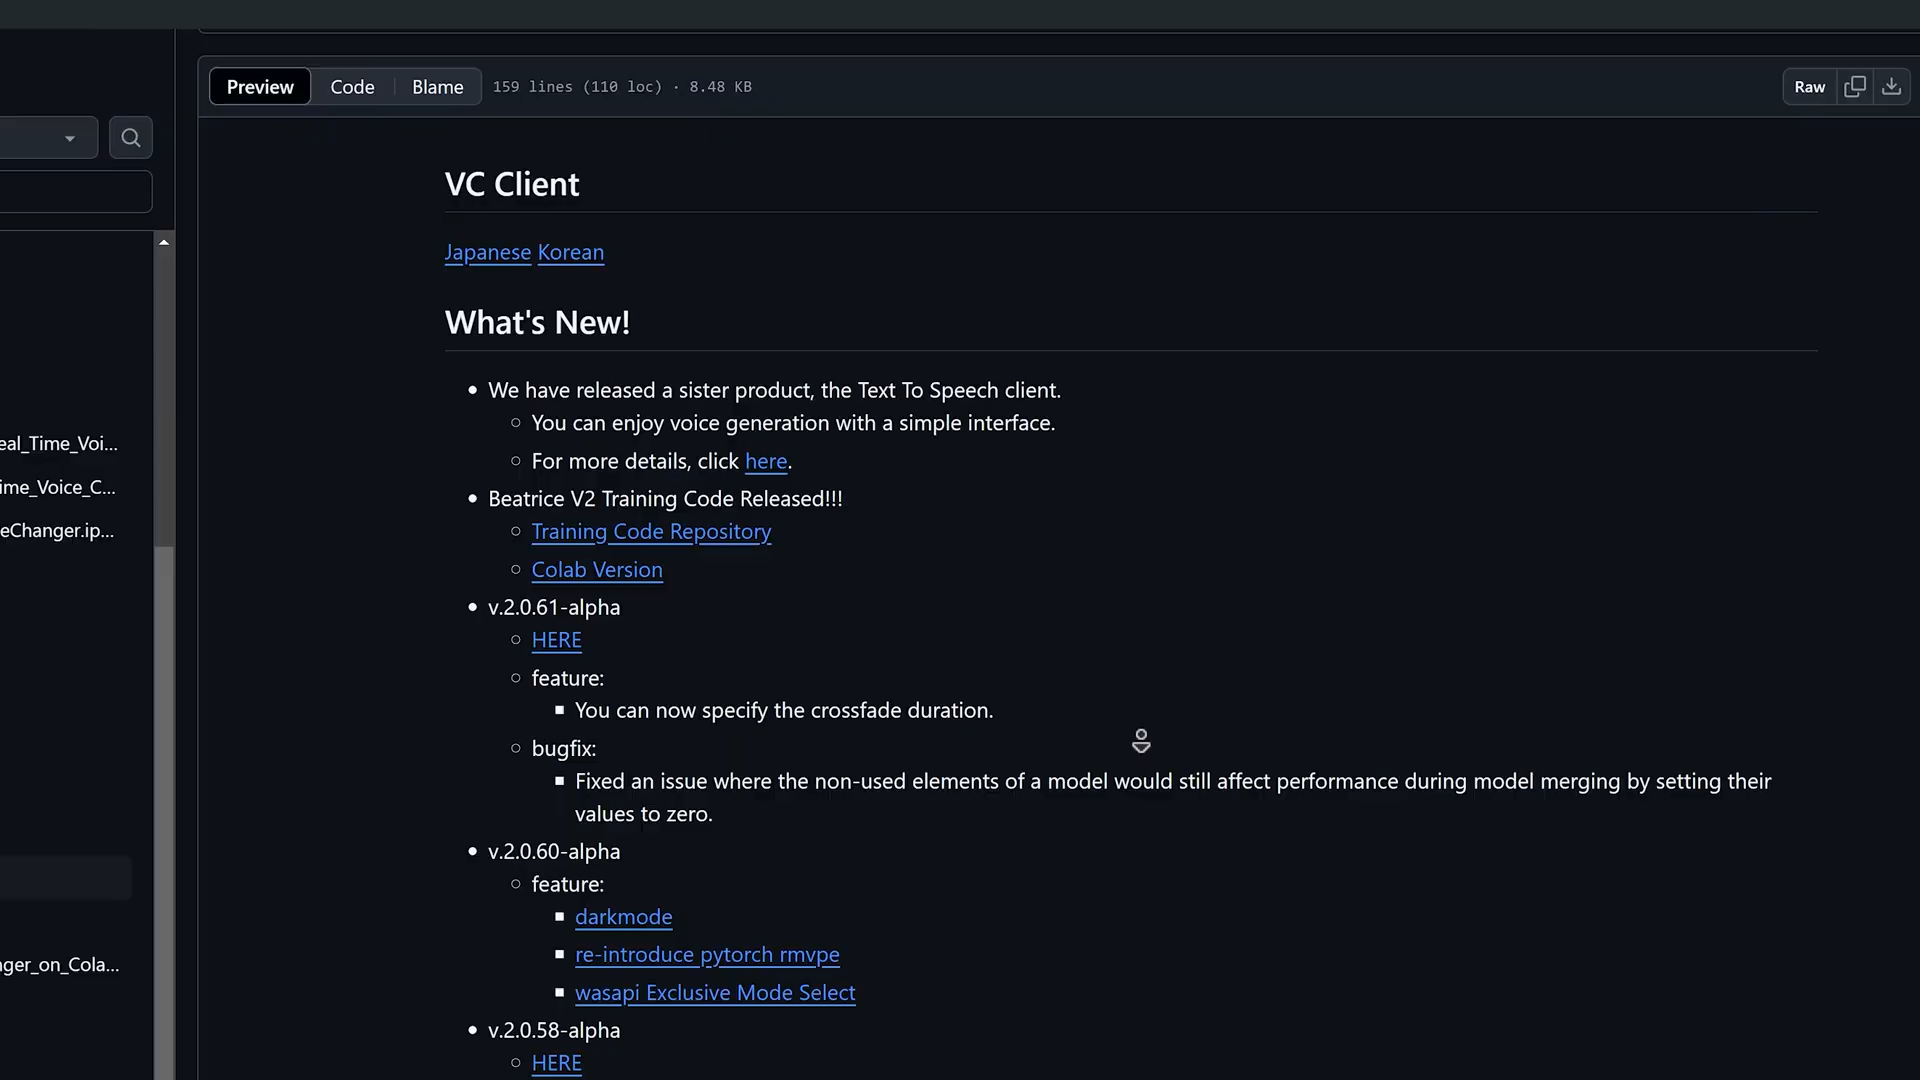 Preview Code Blame 159 lines (110 loc) · 8.48 KB Raw
VC Client
Japanese Korean
What's New!
We have released a sister product, the Text To Speech client.
You can enjoy voice generation with a simple interface.
For more details, click here.
Beatrice V2 Training Code Released!!!
Training Code Repository
Colab Version
v.2.0.61-alpha
HERE
feature:
You can now specify the crossfade duration.
bugfix:
Fixed an issue where the non-used elements of a model would still affect performance during model merging by setting their
values to zero.
v.2.0.60-alpha
feature:
darkmode
re-introduce pytorch rmvpe
wasapi Exclusive Mode Select
v.2.0.58-alpha
HERE
eal_Time_Voi...
ime_Voice_C...
eChanger.ip...
ger_on_Cola...